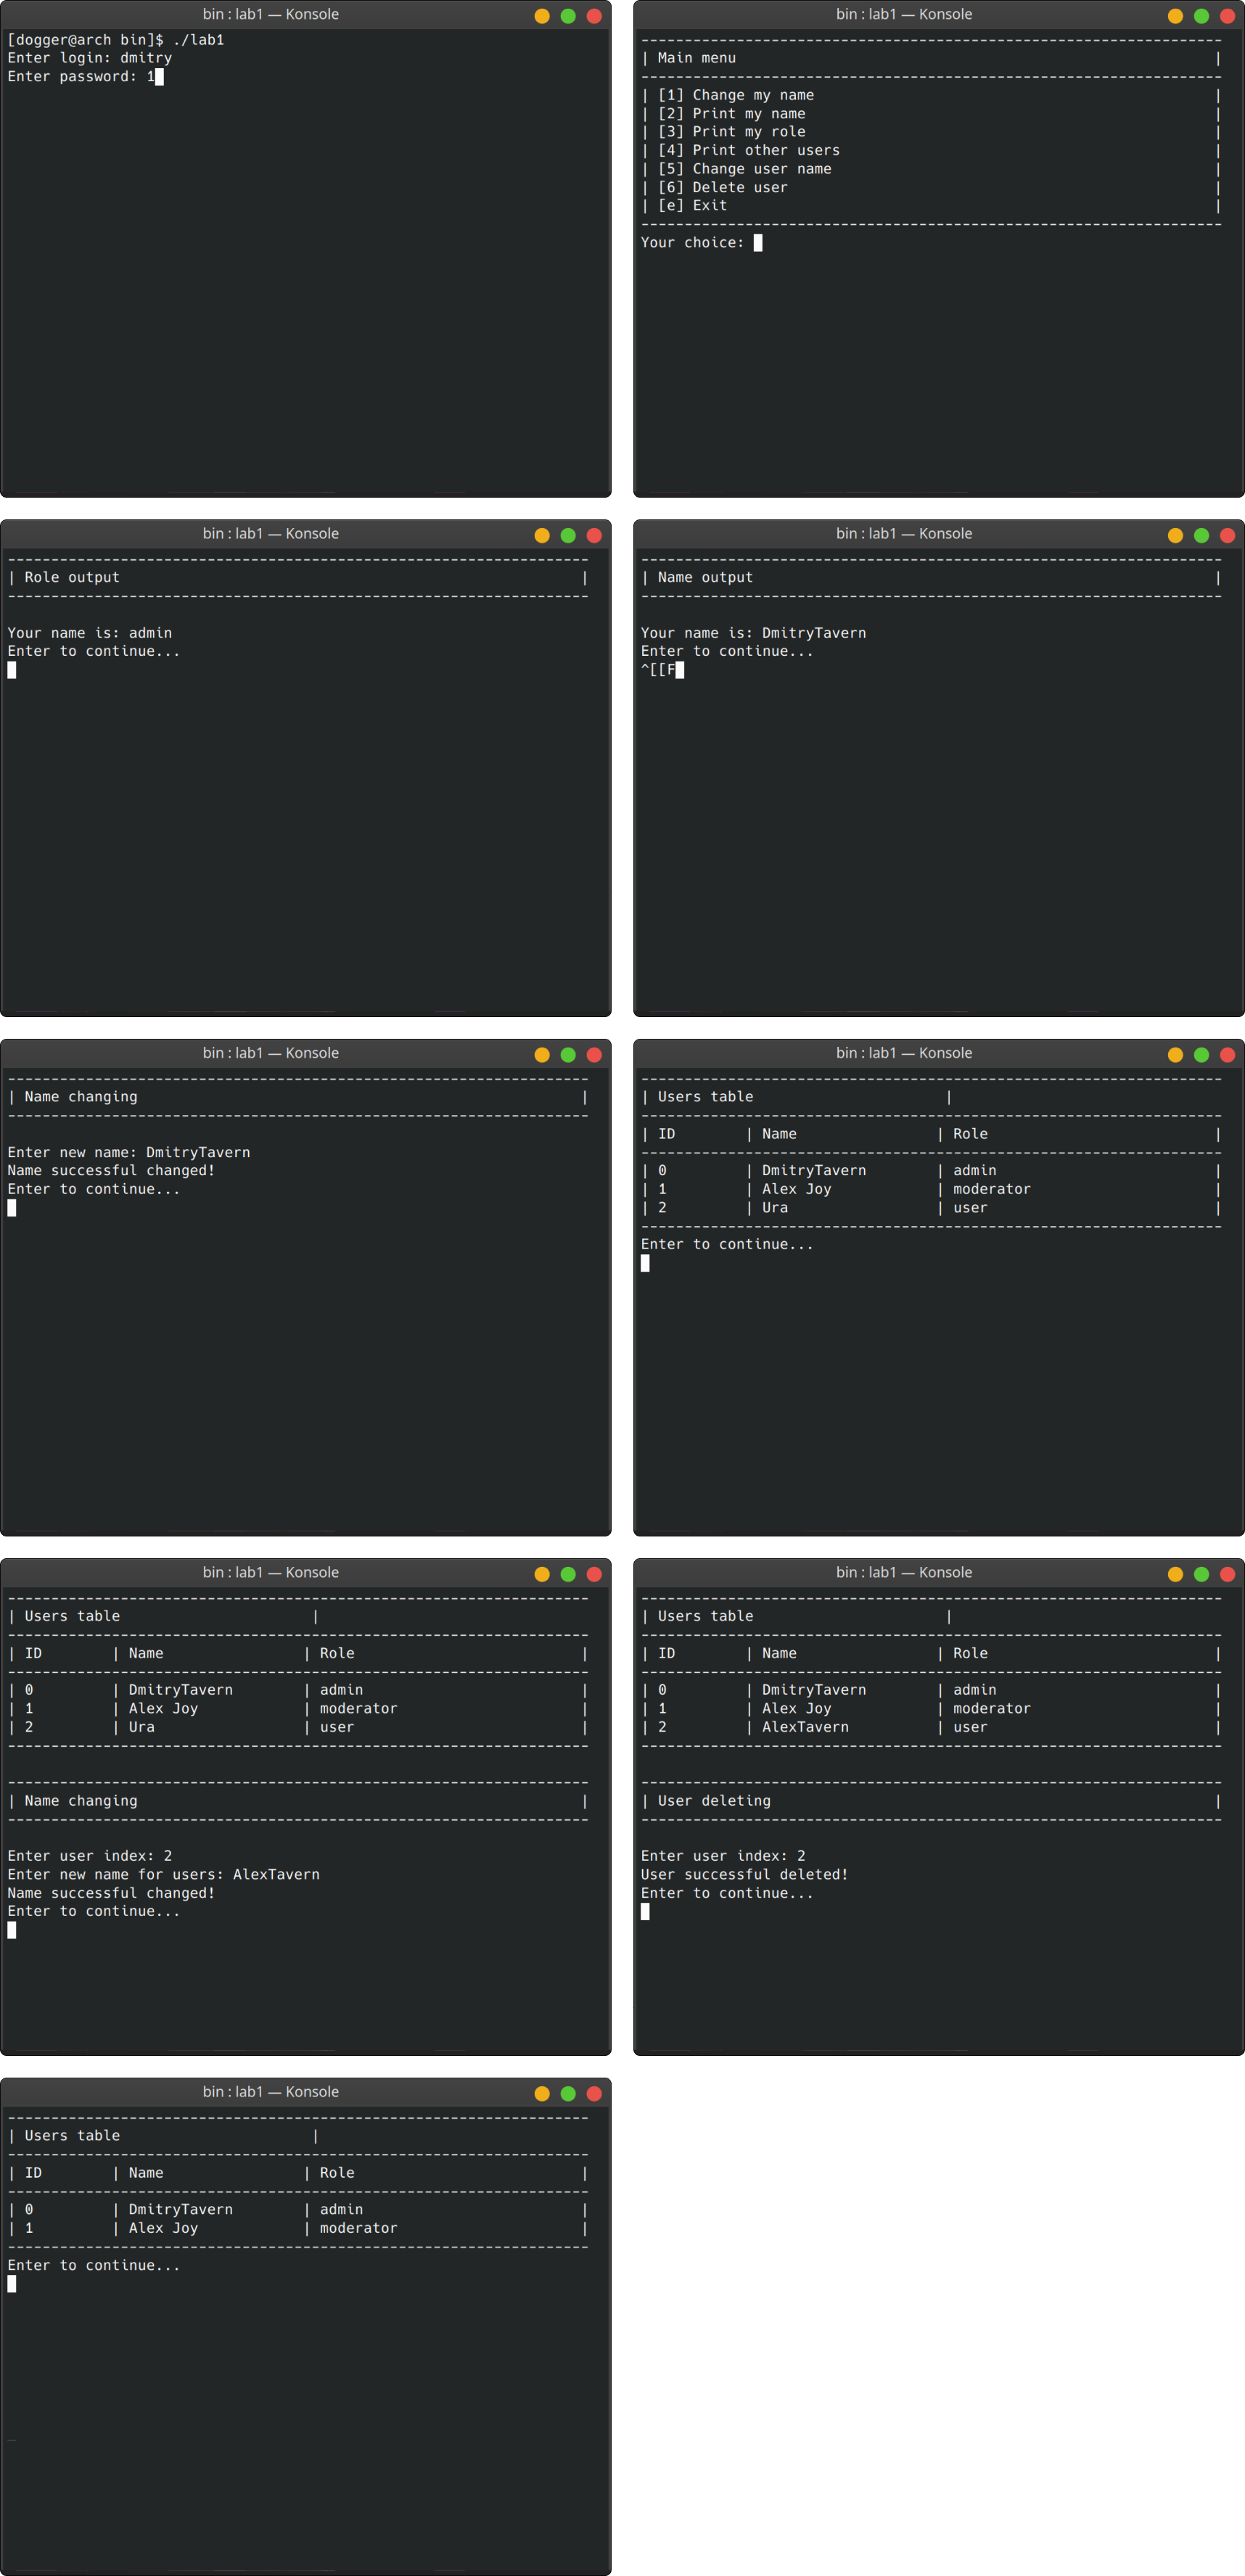 bin : lab1 — Konsole
[dogger@arch bin]$ ./lab1
Enter login: dmitry
Enter password: 1
bin : lab1 — Konsole
-------------------------------------------------------------------
| Main menu                                                       |
-------------------------------------------------------------------
| [1] Change my name                                              |
| [2] Print my name                                               |
| [3] Print my role                                               |
| [4] Print other users                                           |
| [5] Change user name                                            |
| [6] Delete user                                                 |
| [e] Exit                                                        |
-------------------------------------------------------------------
Your choice:
bin : lab1 — Konsole
-------------------------------------------------------------------
| Role output                                                     |
-------------------------------------------------------------------
Your name is: admin
Enter to continue...
bin : lab1 — Konsole
-------------------------------------------------------------------
| Name output                                                     |
-------------------------------------------------------------------
Your name is: DmitryTavern
Enter to continue...
^[[F
bin : lab1 — Konsole
-------------------------------------------------------------------
| Name changing                                                   |
-------------------------------------------------------------------
Enter new name: DmitryTavern
Name successful changed!
Enter to continue...
bin : lab1 — Konsole
-------------------------------------------------------------------
| Users table                      |
-------------------------------------------------------------------
| ID        | Name                | Role                          |
-------------------------------------------------------------------
| 0         | DmitryTavern        | admin                         |
| 1         | Alex Joy            | moderator                     |
| 2         | Ura                 | user                          |
-------------------------------------------------------------------
Enter to continue...
bin : lab1 — Konsole
-------------------------------------------------------------------
| Users table                      |
-------------------------------------------------------------------
| ID        | Name                | Role                          |
-------------------------------------------------------------------
| 0         | DmitryTavern        | admin                         |
| 1         | Alex Joy            | moderator                     |
| 2         | Ura                 | user                          |
-------------------------------------------------------------------
-------------------------------------------------------------------
| Name changing                                                   |
-------------------------------------------------------------------
Enter user index: 2
Enter new name for users: AlexTavern
Name successful changed!
Enter to continue...
bin : lab1 — Konsole
-------------------------------------------------------------------
| Users table                      |
-------------------------------------------------------------------
| ID        | Name                | Role                          |
-------------------------------------------------------------------
| 0         | DmitryTavern        | admin                         |
| 1         | Alex Joy            | moderator                     |
| 2         | AlexTavern          | user                          |
-------------------------------------------------------------------
-------------------------------------------------------------------
| User deleting                                                   |
-------------------------------------------------------------------
Enter user index: 2
User successful deleted!
Enter to continue...
bin : lab1 — Konsole
-------------------------------------------------------------------
| Users table                      |
-------------------------------------------------------------------
| ID        | Name                | Role                          |
-------------------------------------------------------------------
| 0         | DmitryTavern        | admin                         |
| 1         | Alex Joy            | moderator                     |
-------------------------------------------------------------------
Enter to continue...